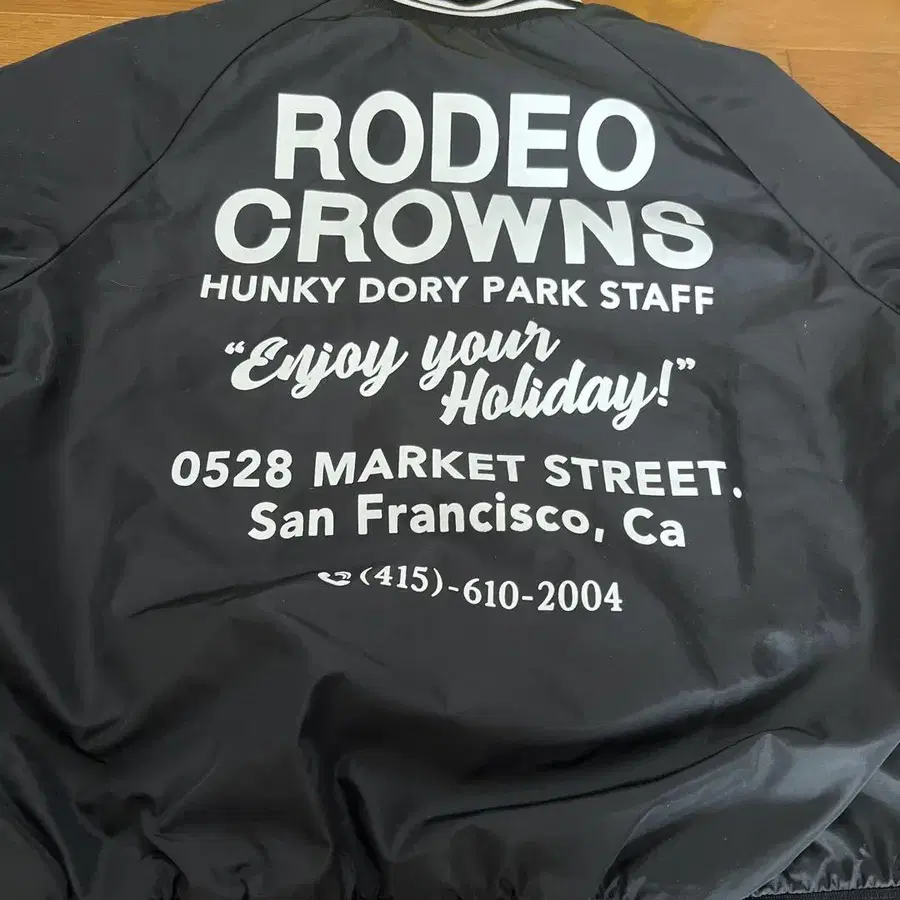 RODEO
CROWNS
HUNKY DORY PARK STAFF
“Enjoy your
Holiday!”
0528 MARKET STREET.
San Francisco, Ca
(415)-610-2004